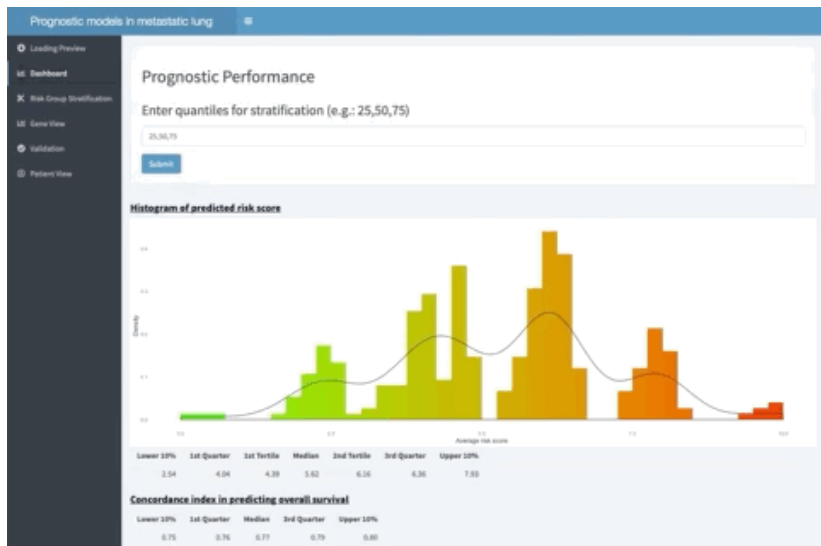 Prognostic models in metastatic lung
Loading Preview
Dashboard
Risk Group Stratification
Gene View
Validation
Patient View
Prognostic Performance
Enter quantiles for stratification (e.g.: 25,50,75)
25,50,75
Submit
Histogram of predicted risk score
Density
Average risk score
Lower 10% 1st Quarter 1st Tertile Median 2nd Tertile 3rd Quarter Upper 10%
2.54 4.04 4.39 5.62 6.16 6.36 7.93
Concordance index in predicting overall survival
Lower 10% 1st Quarter Median 3rd Quarter Upper 10%
0.75 0.76 0.77 0.79 0.80